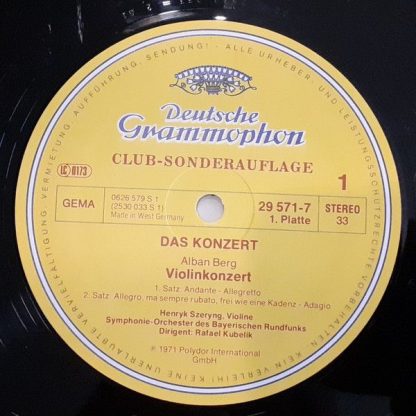 Deutsche
Grammophon
CLUB-SONDERAUFLAGE
LC 0173
1
GEMA
0626 579 S 1
(2530 033 S 1)
Made in West Germany
29 571-7
1. Platte
STEREO
33
DAS KONZERT
Alban Berg
Violinkonzert
1. Satz: Andante - Allegretto
2. Satz: Allegro, ma sempre rubato, frei wie eine Kadenz - Adagio
Henryk Szeryng, Violine
Symphonie-Orchester des Bayerischen Rundfunks
Dirigent: Rafael Kubelik
℗ 1971 Polydor International
GmbH
ALLE URHEBER- UND LEISTUNGSSCHUTZRECHTE VORBEHALTEN · KEIN VERLEIH! KEINE UNERLAUBTE VERVIELFÄLTIGUNG, VERMIETUNG, AUFFÜHRUNG, SENDUNG!